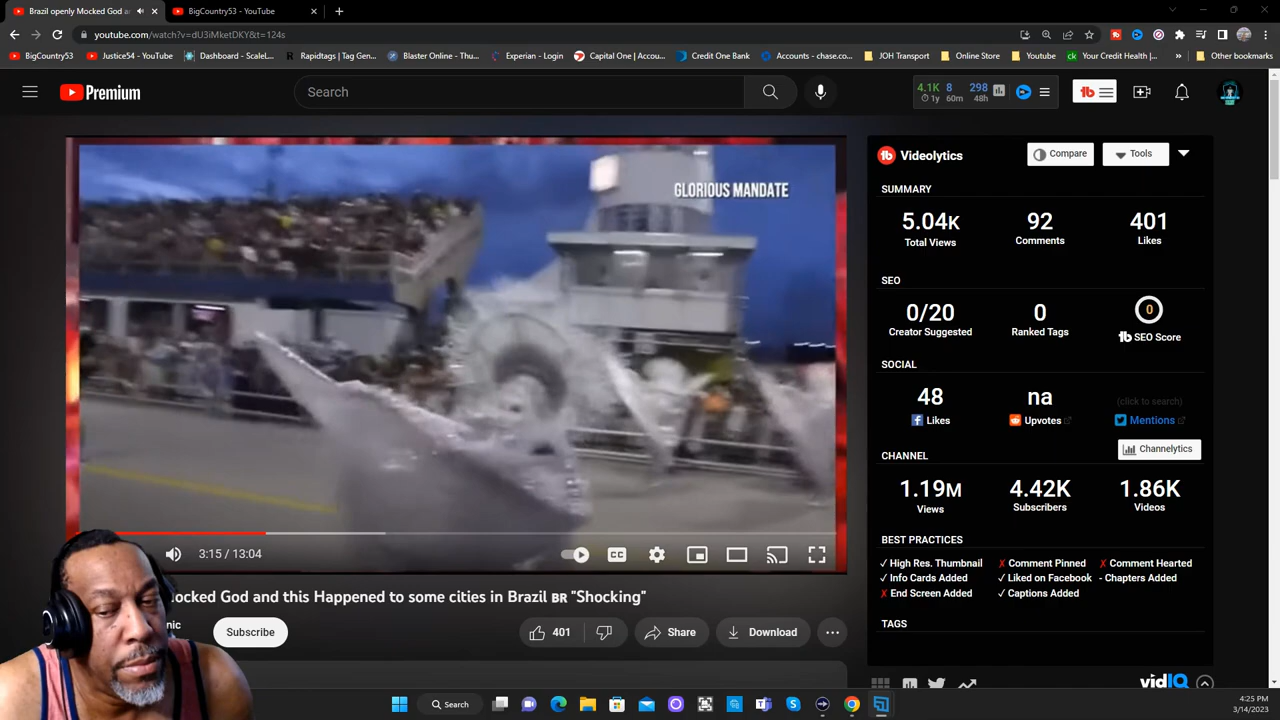 Brazil openly Mocked God an
BigCountry53 - YouTube
youtube.com/watch?v=dU3iMketDKY&t=124s
BigCountry53
Justice54 - YouTube
Dashboard - ScaleL...
Rapidtags | Tag Gen...
Blaster Online - Thu...
Experian - Login
Capital One | Accou...
Credit One Bank
Accounts - chase.co...
JOH Transport
Online Store
Youtube
Your Credit Health |...
»
Other bookmarks
Premium
Search
4.1K 8 298
1y 60m 48h
GLORIOUS MANDATE
Videolytics
Compare
Tools
SUMMARY
5.04K 92 401
Total Views Comments Likes
SEO
0/20 0 0
Creator Suggested Ranked Tags SEO Score
SOCIAL
48 na (click to search)
Likes Upvotes Mentions
CHANNEL
Channelytics
1.19M 4.42K 1.86K
Views Subscribers Videos
BEST PRACTICES
✓ High Res. Thumbnail ✗ Comment Pinned ✗ Comment Hearted
✓ Info Cards Added ✓ Liked on Facebook - Chapters Added
✗ End Screen Added ✓ Captions Added
TAGS
vidIQ
3:15 / 13:04
CC
ocked God and this Happened to some cities in Brazil BR "Shocking"
nic
Subscribe
401
Share
Download
Search
4:25 PM
3/14/2023